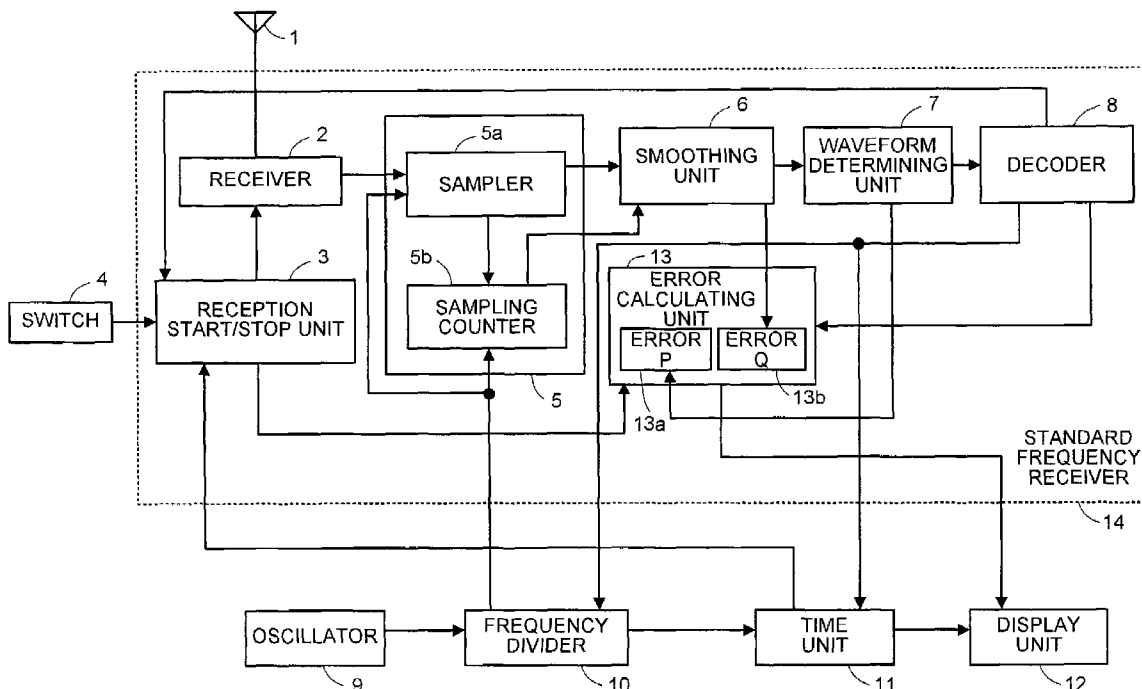 1
2
RECEIVER
3
RECEPTION
START/STOP UNIT
4
SWITCH
5a
SAMPLER
5b
SAMPLING
COUNTER
5
6
SMOOTHING
UNIT
7
WAVEFORM
DETERMINING
UNIT
8
DECODER
13
ERROR
CALCULATING
UNIT
ERROR
P
ERROR
Q
13a
13b
STANDARD
FREQUENCY
RECEIVER
14
OSCILLATOR
9
FREQUENCY
DIVIDER
10
TIME
UNIT
11
DISPLAY
UNIT
12